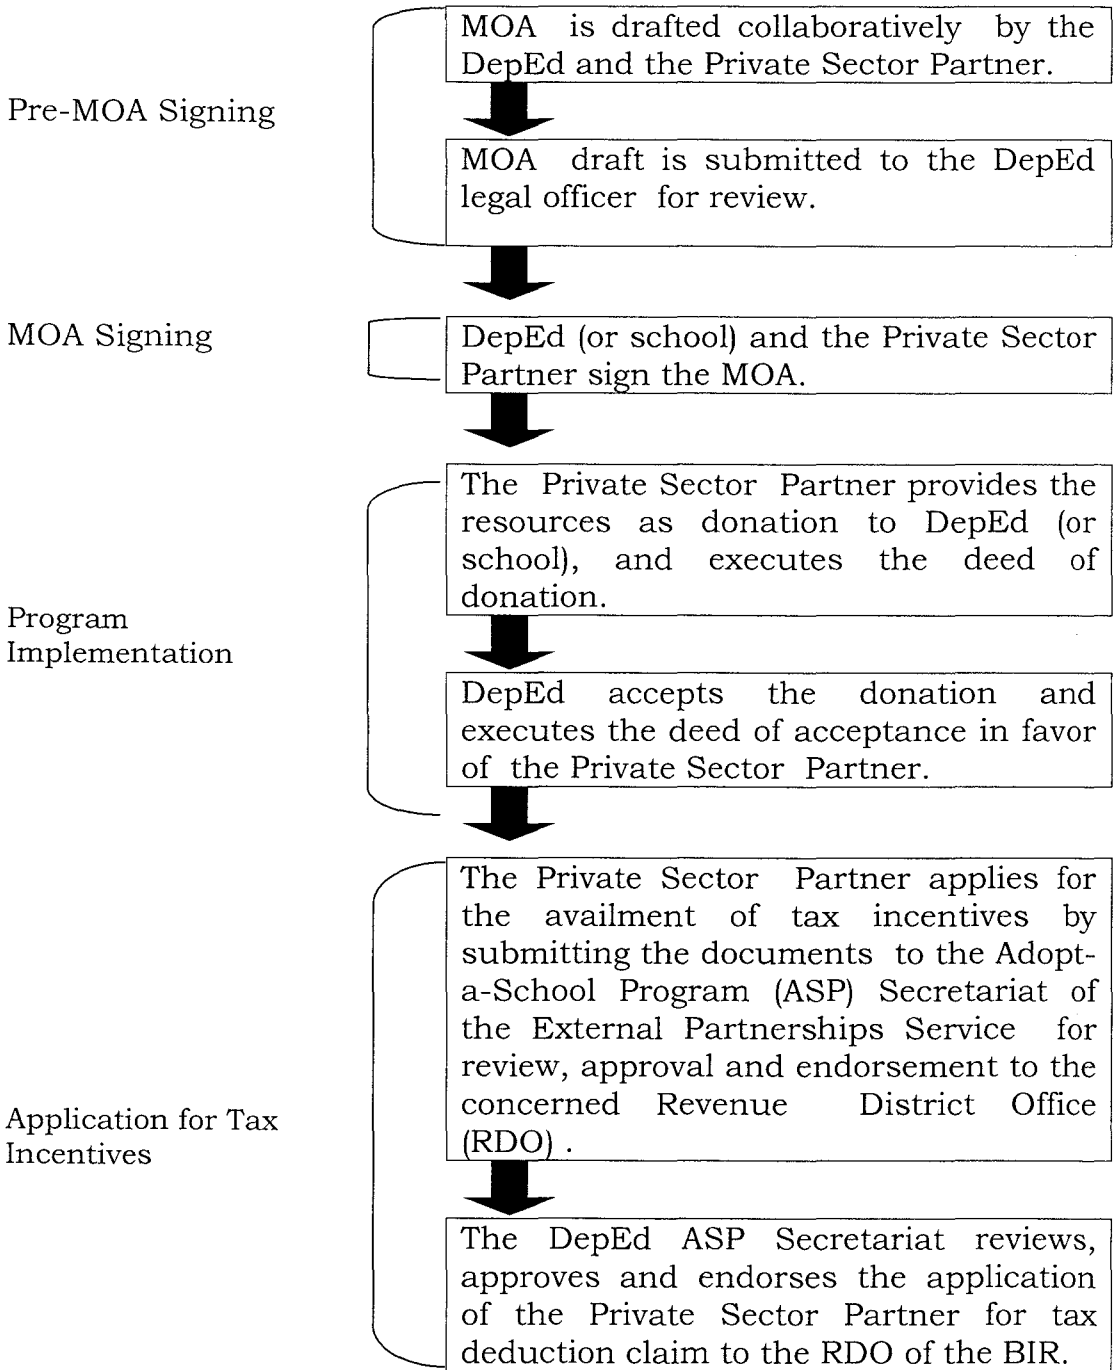 MOA is drafted collaboratively by the
DepEd and the Private Sector Partner.
Pre-MOA Signing
MOA draft is submitted to the DepEd
legal officer for review.
MOA Signing
DepEd (or school) and the Private Sector
Partner sign the MOA.
The Private Sector Partner provides the
resources as donation to DepEd (or
school), and executes the deed of
donation.
Program
Implementation
DepEd accepts the donation and
executes the deed of acceptance in favor
of the Private Sector Partner.
The Private Sector Partner applies for
the availment of tax incentives by
submitting the documents to the Adopt-
a-School Program (ASP) Secretariat of
the External Partnerships Service for
review, approval and endorsement to the
concerned Revenue District Office
(RDO) .
Application for Tax
Incentives
The DepEd ASP Secretariat reviews,
approves and endorses the application
of the Private Sector Partner for tax
deduction claim to the RDO of the BIR.